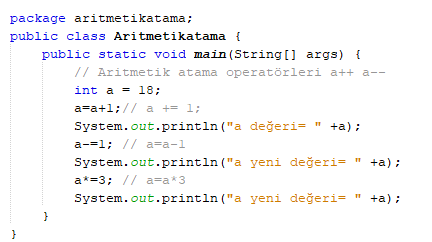 package aritmetikatama;
public class Aritmetikatama {
public static void main(String[] args) {
// Aritmetik atama operatörleri a++ a--
int a = 18;
a=a+1;// a += 1;
System.out.println("a değeri= " +a);
a-=1; // a=a-1
System.out.println("a yeni değeri= " +a);
a*=3; // a=a*3
System.out.println("a yeni değeri= " +a);
}
}